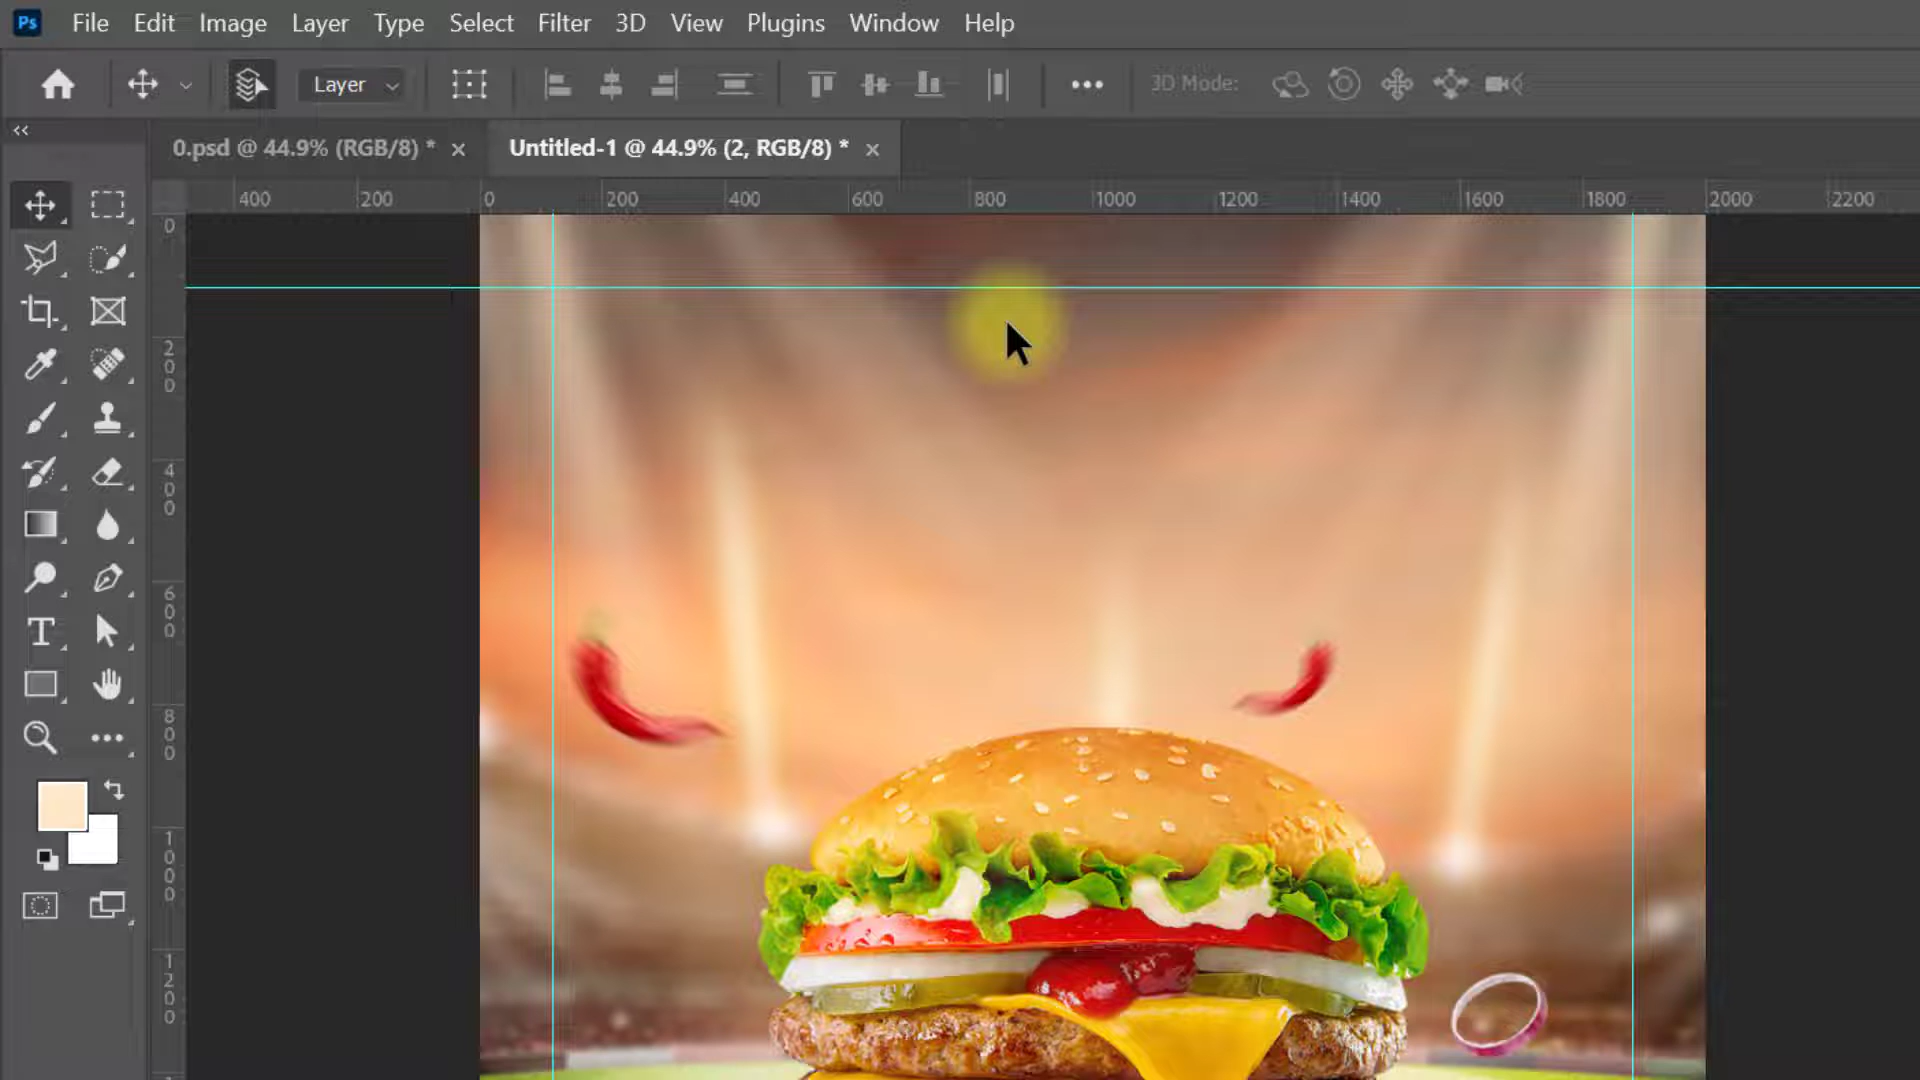 Ps File Edit Image Layer Type Select Filter 3D View Plugins Window Help
Layer 3D Mode:
0.psd @ 44.9% (RGB/8) * Untitled-1 @ 44.9% (2, RGB/8) *
400 200 0 200 400 600 800 1000 1200 1400 1600 1800 2000 2200
0
200
400
600
800
1000
1200